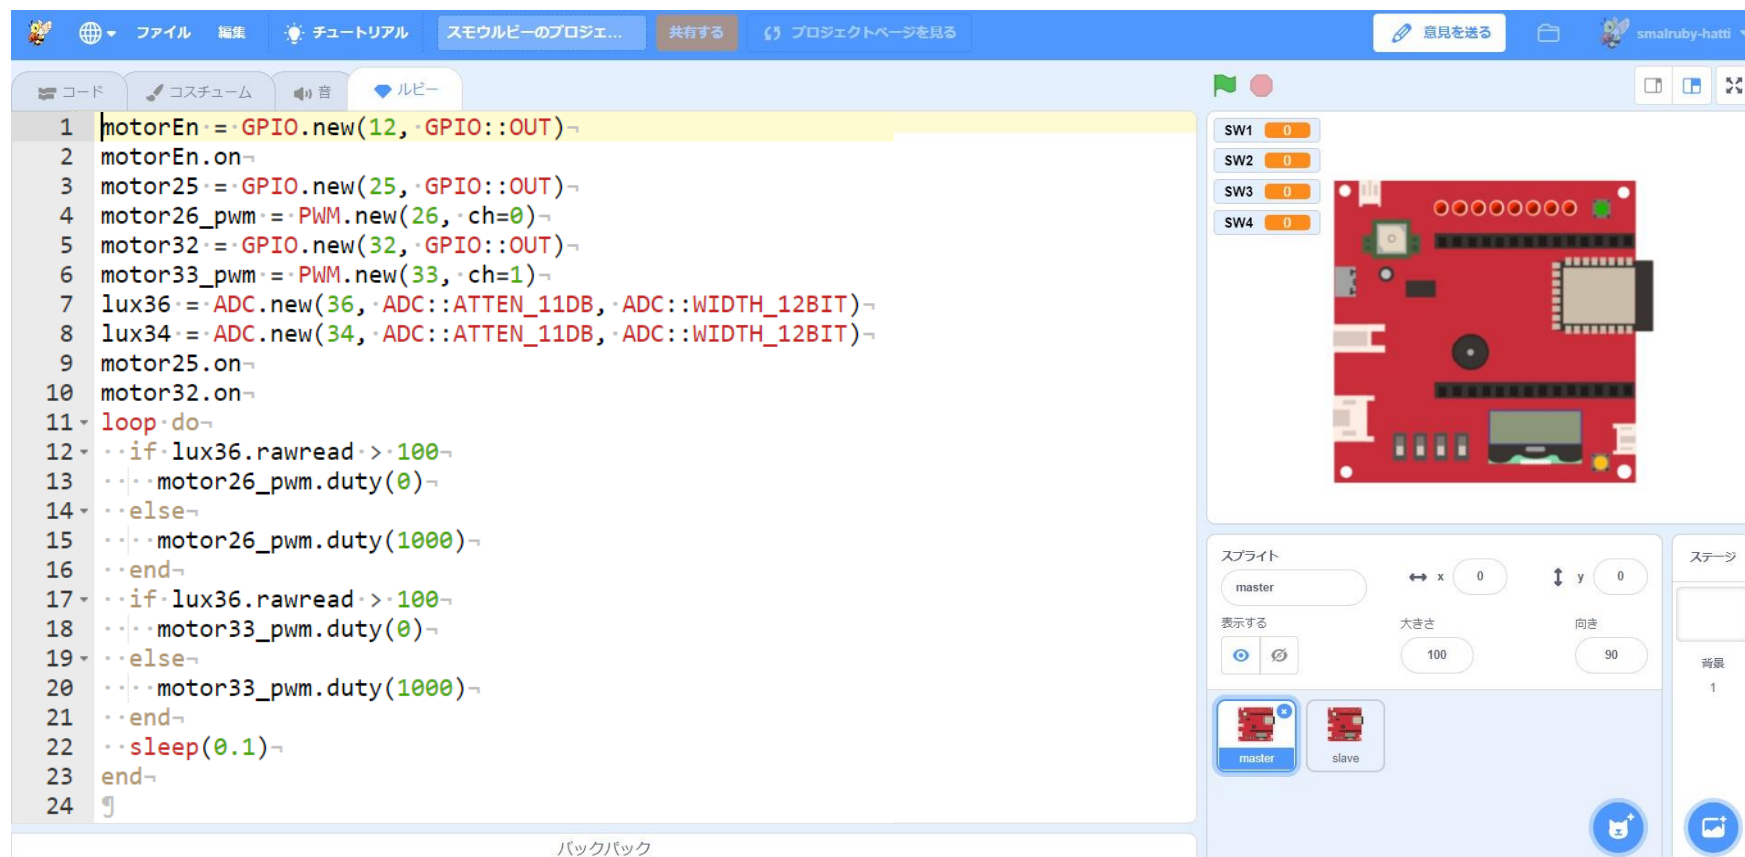 ファイル 編集 チュートリアル スモウルビーのプロジェ... 共有する プロジェクトページを見る 意見を送る smalruby-hatti
コード コスチューム 音 ルビー
1 motorEn = GPIO.new(12, GPIO::OUT)
2 motorEn.on
3 motor25 = GPIO.new(25, GPIO::OUT)
4 motor26_pwm = PWM.new(26, ch=0)
5 motor32 = GPIO.new(32, GPIO::OUT)
6 motor33_pwm = PWM.new(33, ch=1)
7 lux36 = ADC.new(36, ADC::ATTEN_11DB, ADC::WIDTH_12BIT)
8 lux34 = ADC.new(34, ADC::ATTEN_11DB, ADC::WIDTH_12BIT)
9 motor25.on
10 motor32.on
11 loop do
12   if lux36.rawread > 100
13     motor26_pwm.duty(0)
14   else
15     motor26_pwm.duty(1000)
16   end
17   if lux36.rawread > 100
18     motor33_pwm.duty(0)
19   else
20     motor33_pwm.duty(1000)
21   end
22   sleep(0.1)
23 end
24
バックパック
SW1 0
SW2 0
SW3 0
SW4 0
スプライト
master
x 0 y 0
表示する 大きさ 向き
100 90
master slave
ステージ
背景
1